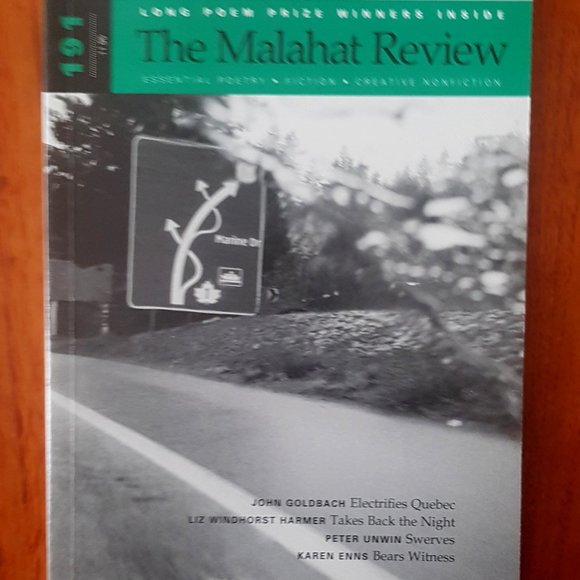 LONG POEM PRIZE WINNERS INSIDE
191
The Malahat Review
ESSENTIAL POETRY • FICTION • CREATIVE NONFICTION
Marine Dr
JOHN GOLDBACH Electrifies Quebec
LIZ WINDHORST HARMER Takes Back the Night
PETER UNWIN Swerves
KAREN ENNS Bears Witness